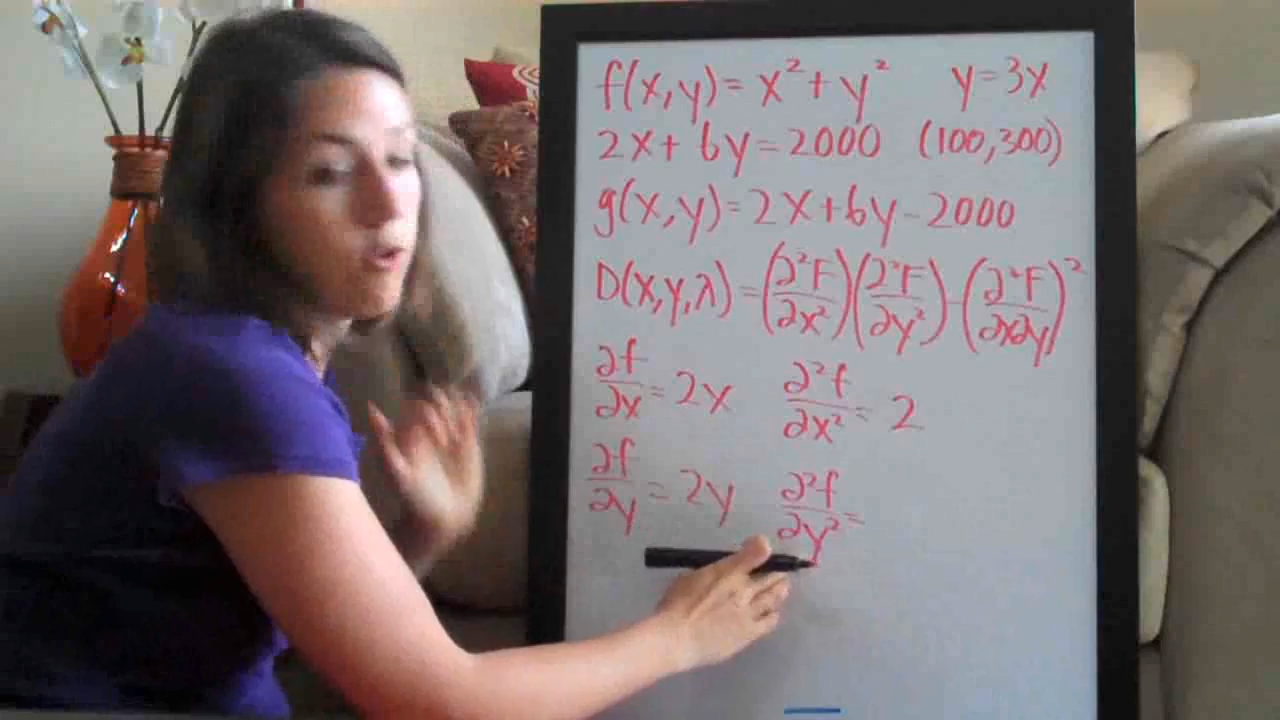 f(x,y)=x²+y² y=3x
2x+6y=2000 (100,300)
g(x,y)=2x+6y-2000
D(x,y,λ)=(∂²F/∂x²)(∂²F/∂y²)-(∂²F/∂x∂y)²
∂f/∂x=2x ∂²f/∂x²=2
∂f/∂y=2y ∂²f/∂y²=